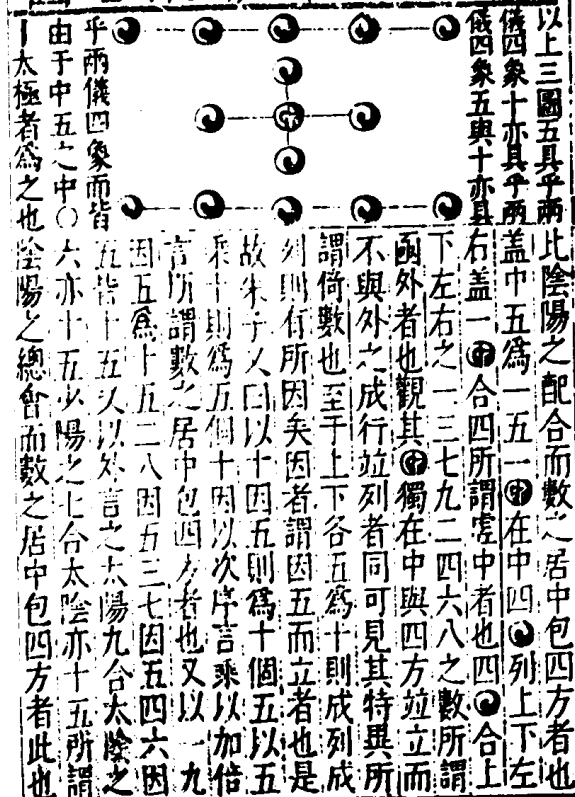 以上三圖五具乎兩
儀四象十亦具乎兩
儀四象五與十亦具
乎兩儀四象而皆
由于中五之中○
一太極者爲之也
此陰陽之配合而數之居中包四方者也
盖中五爲一五一在中四列上下左
右盖一合四所謂虛中者也四合上
下左右之一三七九二四六八之數所謂
函外者也觀其獨在中與四方竝立而
不與外之成行竝列者同可見其特異所
謂倚數也至于上下各五爲十則成列成
列則有所因矣因者謂因五而立者也是
故朱子又曰以十因五則爲十個五以五
乘十則爲五個十因以次序言乘以加倍
言所謂數之居中包四方者也又以一九
因五爲十五二八因五三七因五四六因
五皆十五又以外言之太陽九合太陰之
六亦十五少陽之七合太陰亦十五所謂
陰陽之總會而數之居中包四方者此也